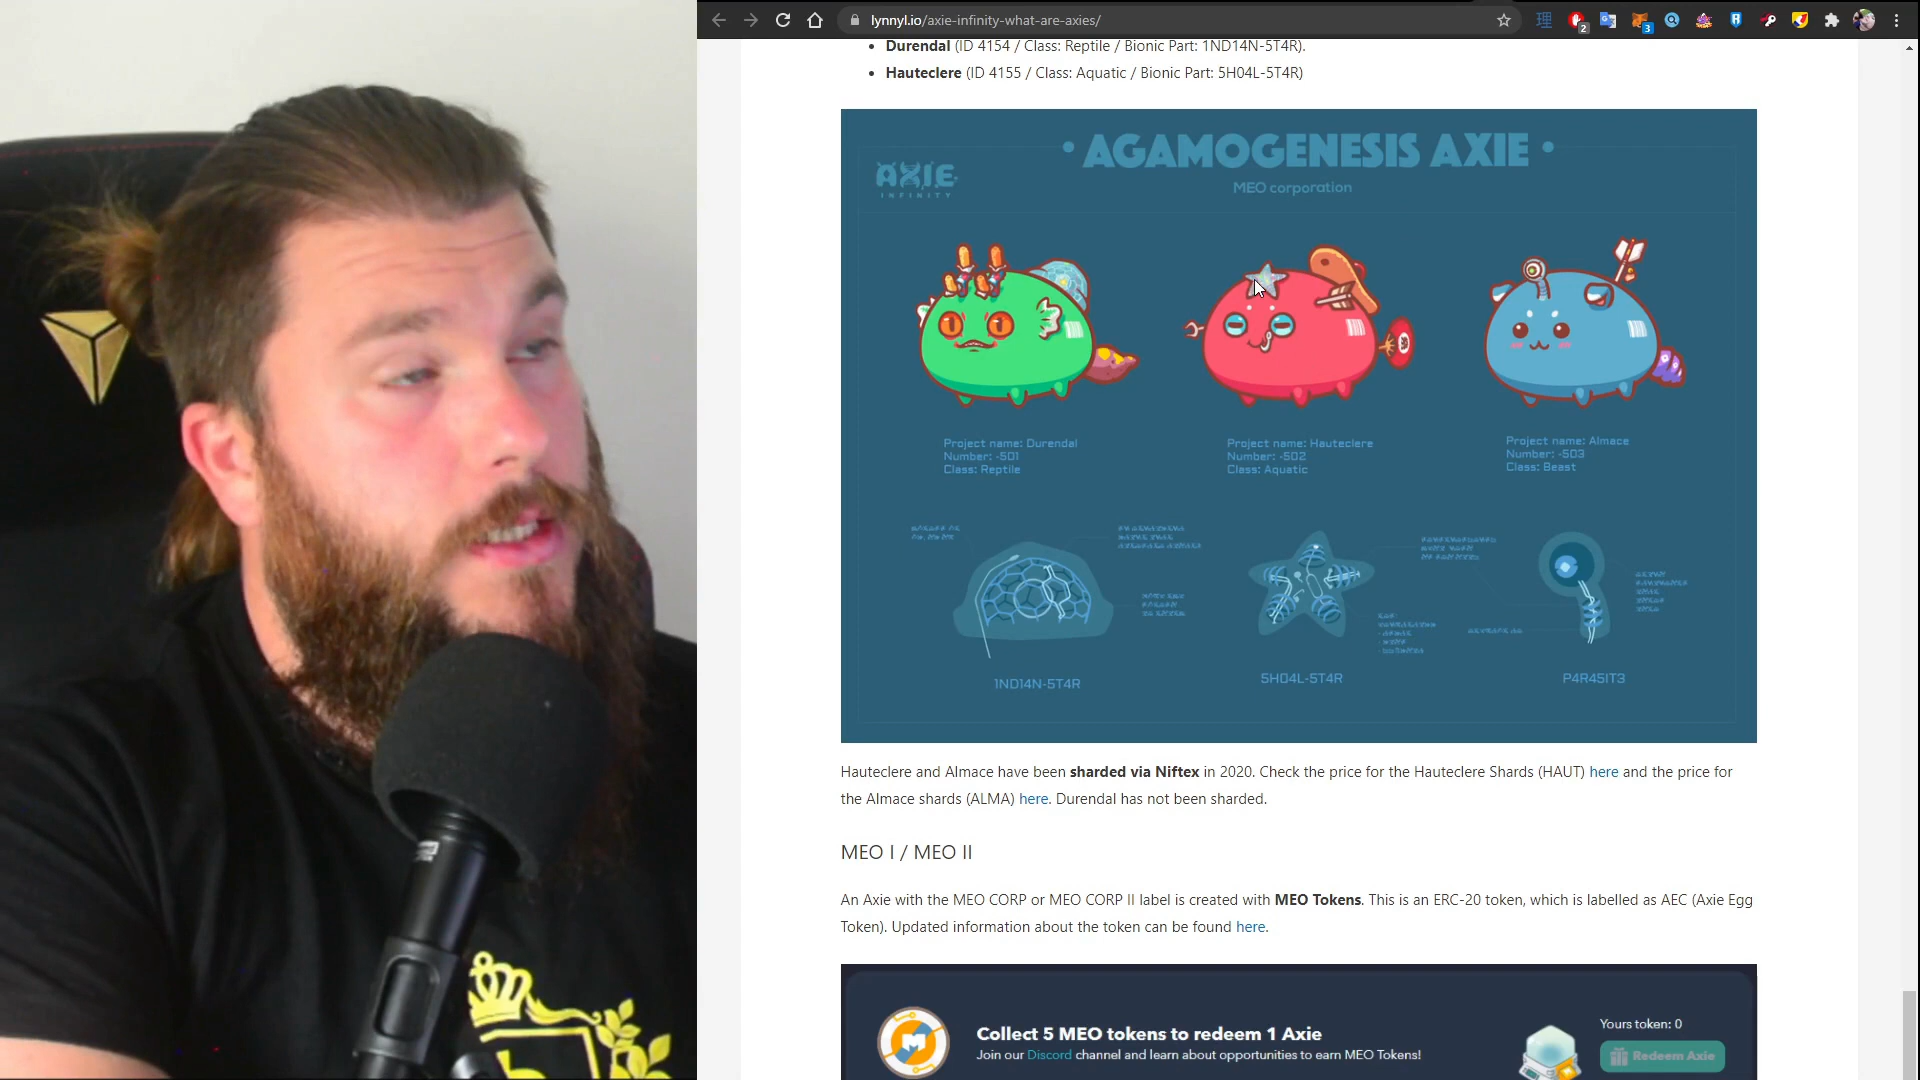 lynnyl.io/axie-infinity-what-are-axies/
2
3
• Durendal (ID 4154 / Class: Reptile / Bionic Part: 1ND14N-5T4R).
• Hauteclere (ID 4155 / Class: Aquatic / Bionic Part: 5H04L-5T4R)
• AGAMOGENESIS AXIE •
AXIE
INFINITY
MEO corporation
Project name: Durendal
Number: -501
Class: Reptile
Project name: Hauteclere
Number: -502
Class: Aquatic
Project name: Almace
Number: -503
Class: Beast
1ND14N-5T4R
5H04L-5T4R
P4R45IT3
Hauteclere and Almace have been sharded via Niftex in 2020. Check the price for the Hauteclere Shards (HAUT) here and the price for
the Almace shards (ALMA) here. Durendal has not been sharded.
MEO I / MEO II
An Axie with the MEO CORP or MEO CORP II label is created with MEO Tokens. This is an ERC-20 token, which is labelled as AEC (Axie Egg
Token). Updated information about the token can be found here.
Collect 5 MEO tokens to redeem 1 Axie
Join our Discord channel and learn about opportunities to earn MEO Tokens!
Yours token: 0
Redeem Axie